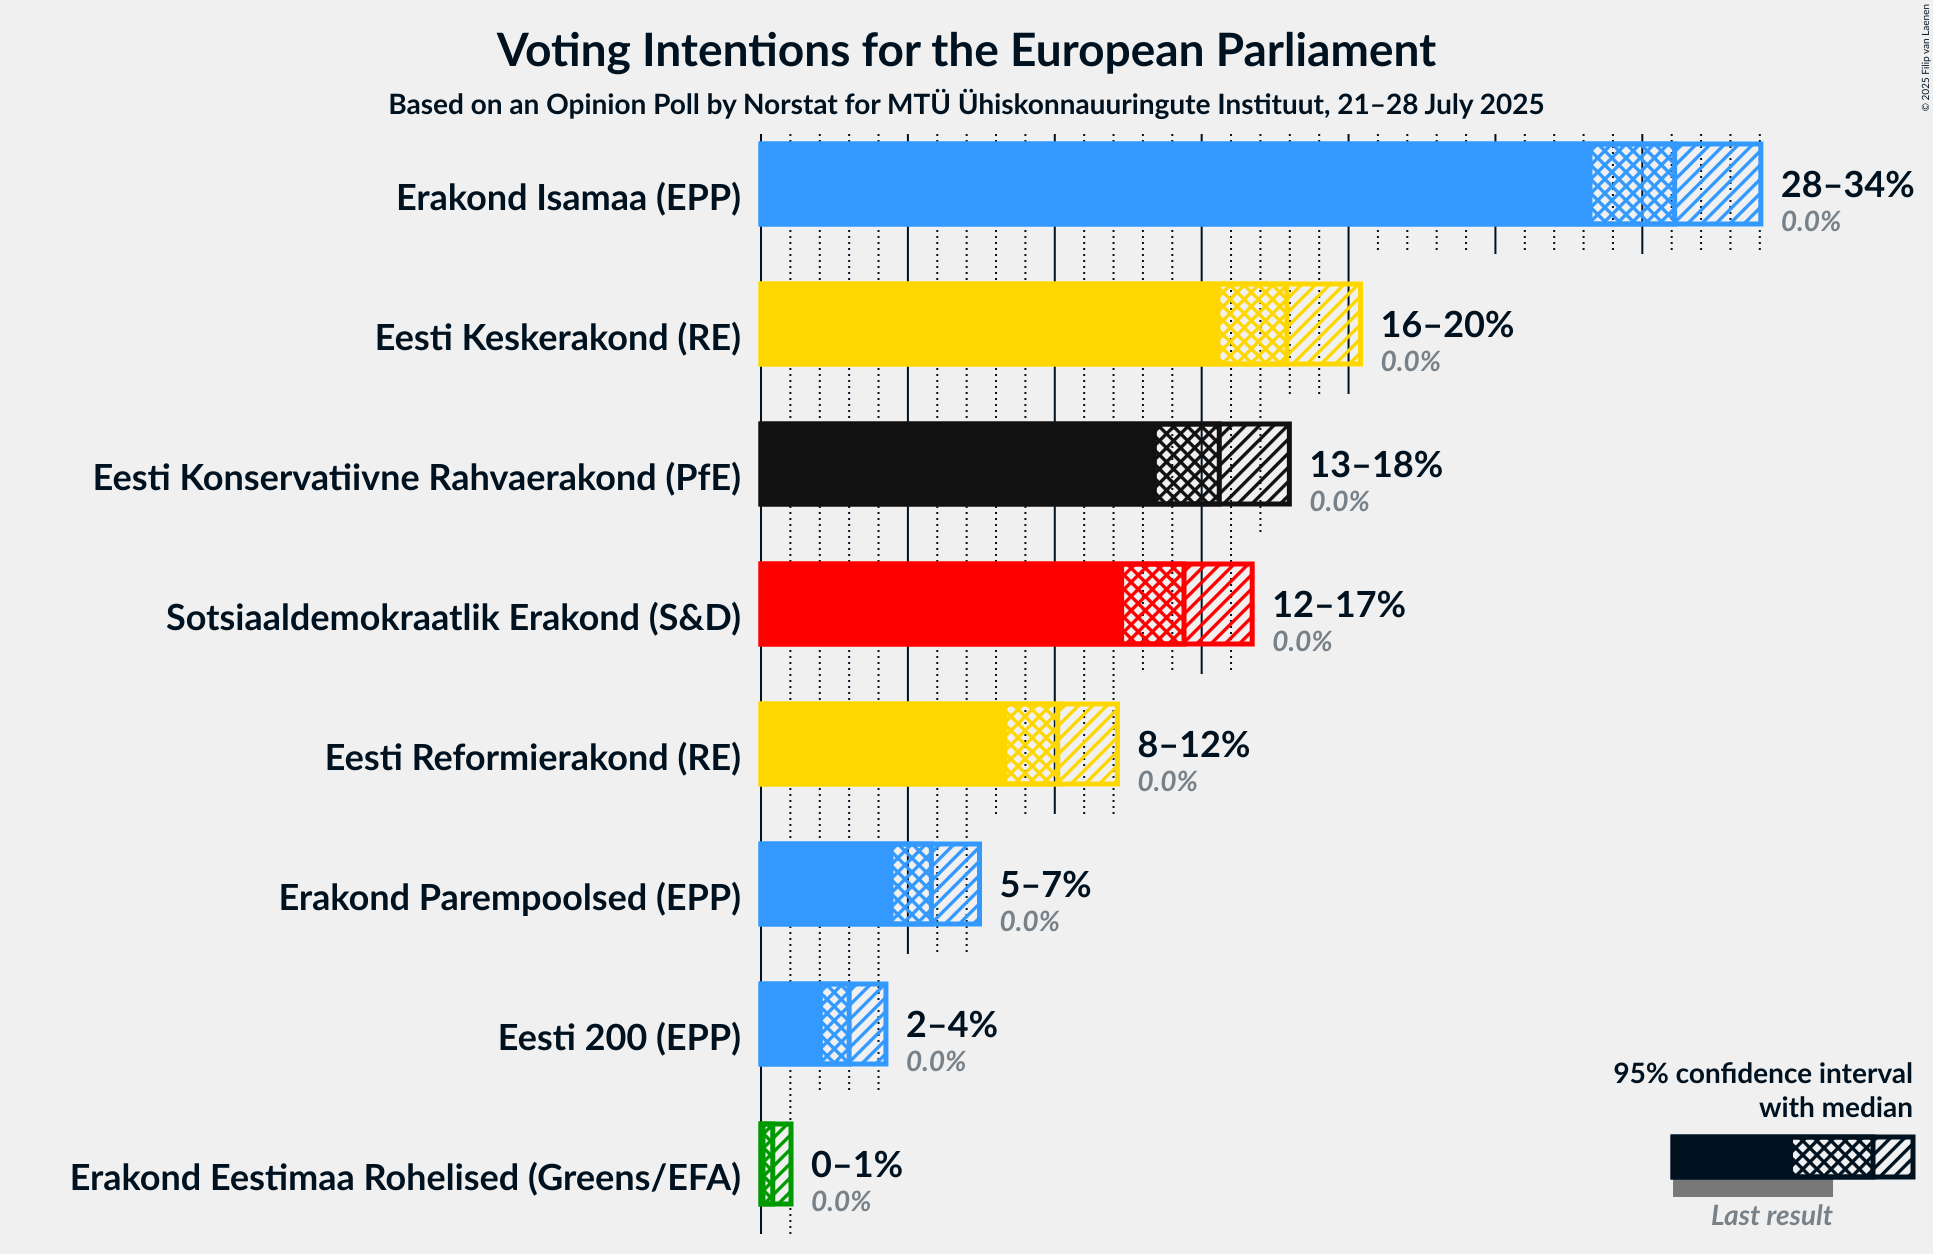 Voting Intentions for the European Parliament
Based on an Opinion Poll by Norstat for MTÜ Ühiskonnauuringute Instituut, 21–28 July 2025
© 2025 Filip van Laenen
Erakond Isamaa (EPP)
28–34%
0.0%
Eesti Keskerakond (RE)
16–20%
0.0%
Eesti Konservatiivne Rahvaerakond (PfE)
13–18%
0.0%
Sotsiaaldemokraatlik Erakond (S&D)
12–17%
0.0%
Eesti Reformierakond (RE)
8–12%
0.0%
Erakond Parempoolsed (EPP)
5–7%
0.0%
Eesti 200 (EPP)
2–4%
0.0%
Erakond Eestimaa Rohelised (Greens/EFA)
0–1%
0.0%
95% confidence interval
with median
Last result